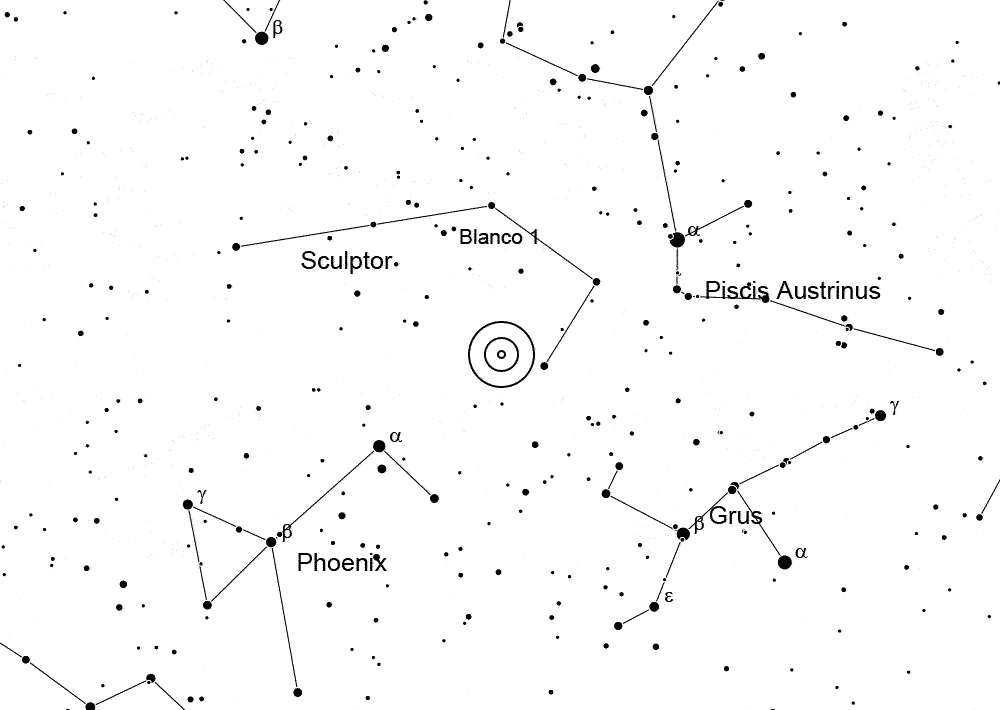 β
α
Blanco 1
Sculptor
Piscis Austrinus
γ
α
γ
β
Grus
β
α
Phoenix
ε